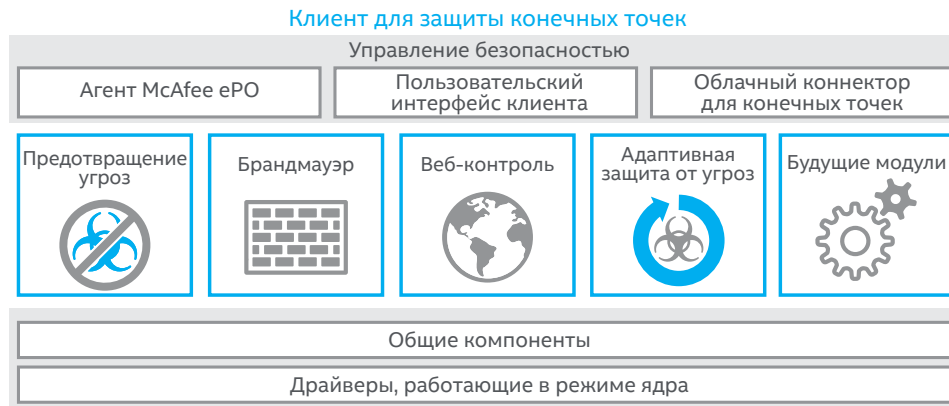 Клиент для защиты конечных точек
Управление безопасностью
Агент McAfee ePO
Пользовательский
интерфейс клиента
Облачный коннектор
для конечных точек
Предотвращение
угроз
Брандмауэр
Веб-контроль
Адаптивная
защита от угроз
Будущие модули
Общие компоненты
Драйверы, работающие в режиме ядра